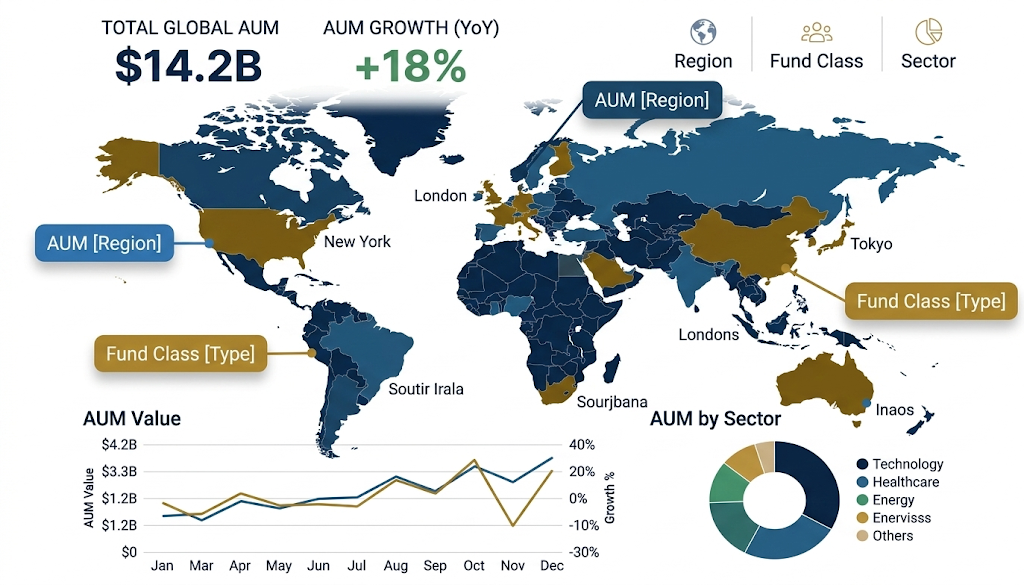 TOTAL GLOBAL AUM
$14.2B
AUM GROWTH (YoY)
+18%
Region
Fund Class
Sector
AUM [Region]
London
AUM [Region]
New York
Tokyo
Fund Class [Type]
Londons
Fund Class [Type]
Soutir Irala
Sourjbana
Inaos
AUM Value
$4.2B
$3.3B
$1.2B
$1.2B
$0
AUM Value
40%
20%
0%
-10%
-30%
Growth %
Jan Mar Apr May Jun Jul Aug Sep Oct Nov Dec
AUM by Sector
Technology
Healthcare
Energy
Enervisss
Others